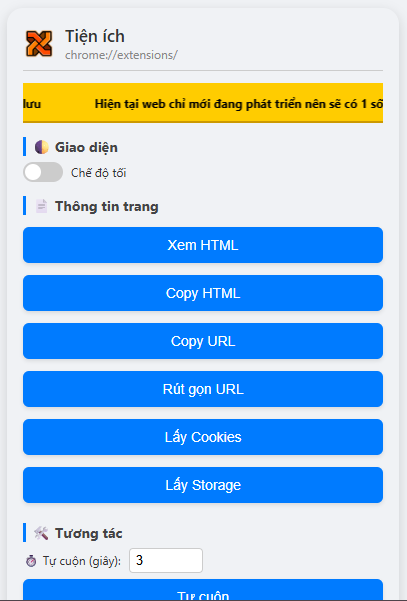 Tiện ích
chrome://extensions/
lưu Hiện tại web chỉ mới đang phát triển nên sẽ có 1 số
Giao diện
Chế độ tối
Thông tin trang
Xem HTML
Copy HTML
Copy URL
Rút gọn URL
Lấy Cookies
Lấy Storage
Tương tác
Tự cuộn (giây): 3
Tự cuộn